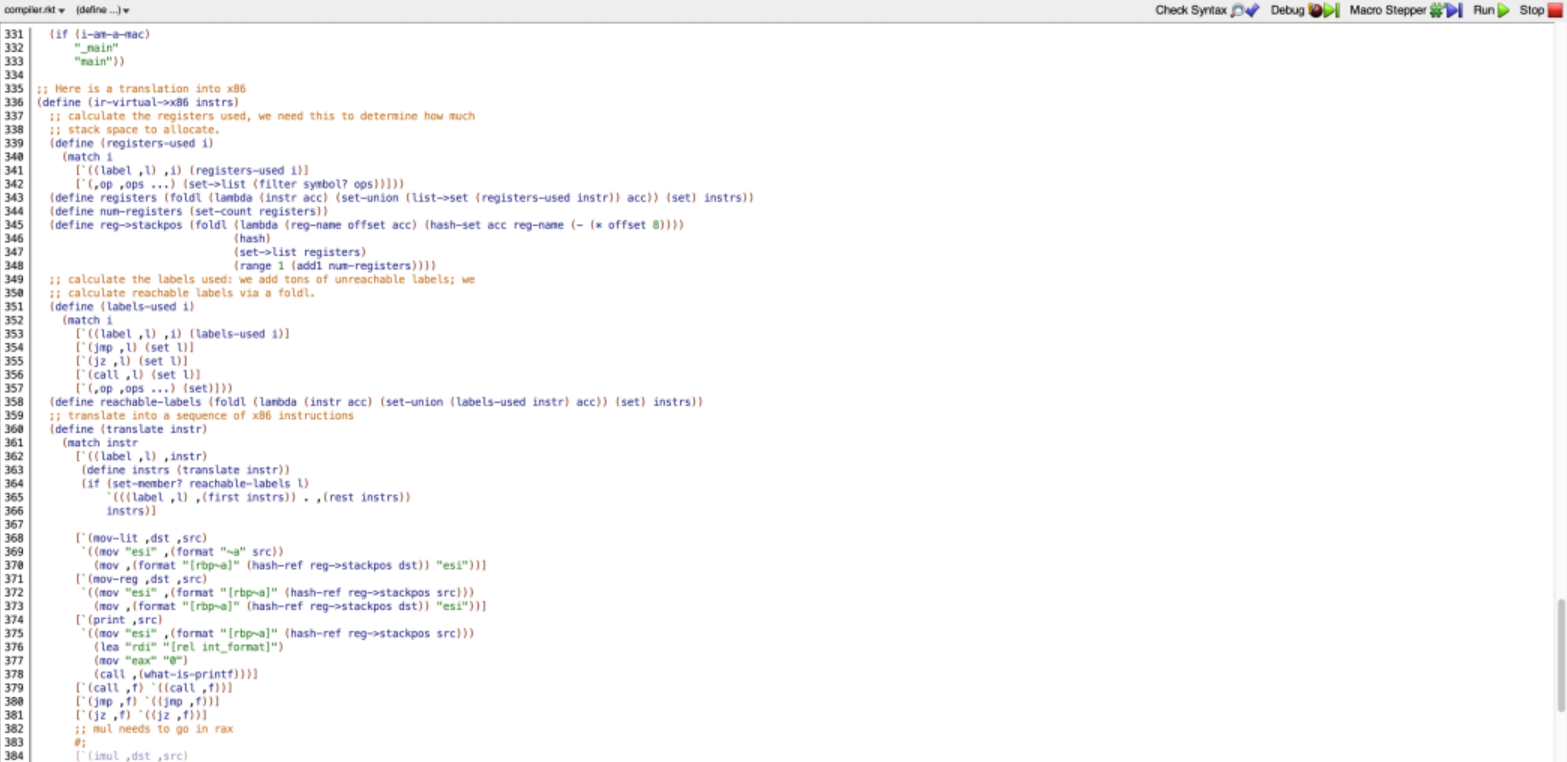 compiler.rkt (define ...) Check Syntax Debug Macro Stepper Run Stop
331 (if (i-am-a-mac)
332 "_main"
333 "main"))
334
335 ;; Here is a translation into x86
336 (define (ir-virtual->x86 instrs)
337 ;; calculate the registers used, we need this to determine how much
338 ;; stack space to allocate.
339 (define (registers-used i)
340 (match i
341 [`((label ,l) ,i) (registers-used i)]
342 [`(,op ,ops ...) (set->list (filter symbol? ops))]))
343 (define registers (foldl (lambda (instr acc) (set-union (list->set (registers-used instr)) acc)) (set) instrs))
344 (define num-registers (set-count registers))
345 (define reg->stackpos (foldl (lambda (reg-name offset acc) (hash-set acc reg-name (- (* offset 8))))
346 (hash)
347 (set->list registers)
348 (range 1 (add1 num-registers))))
349 ;; calculate the labels used: we add tons of unreachable labels; we
350 ;; calculate reachable labels via a foldl.
351 (define (labels-used i)
352 (match i
353 [`((label ,l) ,i) (labels-used i)]
354 [`(jmp ,l) (set l)]
355 [`(jz ,l) (set l)]
356 [`(call ,l) (set l)]
357 [`(,op ,ops ...) (set)]))
358 (define reachable-labels (foldl (lambda (instr acc) (set-union (labels-used instr) acc)) (set) instrs))
359 ;; translate into a sequence of x86 instructions
360 (define (translate instr)
361 (match instr
362 [`((label ,l) ,instr)
363 (define instrs (translate instr))
364 (if (set-member? reachable-labels l)
365 `(((label ,l) ,(first instrs)) . ,(rest instrs))
366 instrs)]
367
368 [`(mov-lit ,dst ,src)
369 `((mov "esi" ,(format "~a" src))
370 (mov ,(format "[rbp~a]" (hash-ref reg->stackpos dst)) "esi"))]
371 [`(mov-reg ,dst ,src)
372 `((mov "esi" ,(format "[rbp~a]" (hash-ref reg->stackpos src)))
373 (mov ,(format "[rbp~a]" (hash-ref reg->stackpos dst)) "esi"))]
374 [`(print ,src)
375 `((mov "esi" ,(format "[rbp~a]" (hash-ref reg->stackpos src)))
376 (lea "rdi" "[rel int_format]")
377 (mov "eax" "0")
378 (call ,(what-is-printf)))]
379 [`(call ,f) `((call ,f))]
380 [`(jmp ,f) `((jmp ,f))]
381 [`(jz ,f) `((jz ,f))]
382 ;; mul needs to go in rax
383 #;
384 [`(imul ,dst ,src)